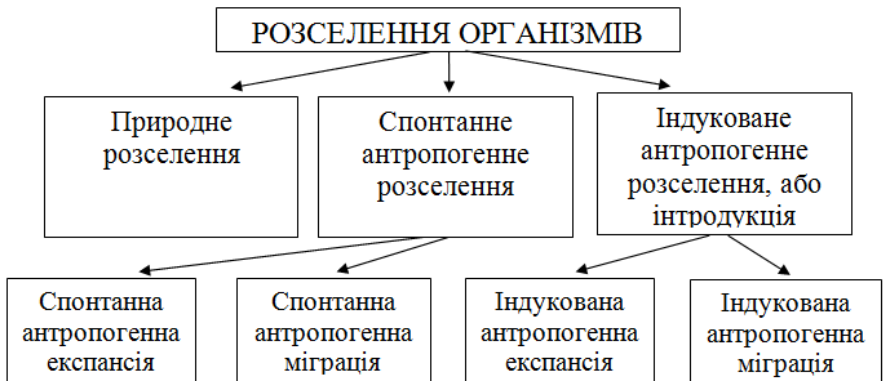 РОЗСЕЛЕННЯ ОРГАНІЗМІВ
Природне
розселення
Спонтанне
антропогенне
розселення
Індуковане
антропогенне
розселення, або
інтродукція
Спонтанна
антропогенна
експансія
Спонтанна
антропогенна
міграція
Індукована
антропогенна
експансія
Індукована
антропогенна
міграція